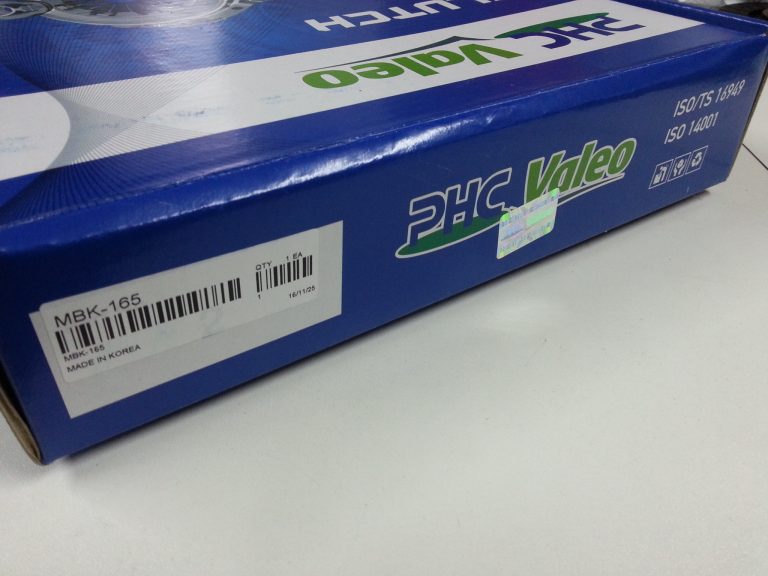 CLUTCH
PHC Valeo
ISO/TS 16949
ISO 14001
PHC Valeo
MBK-165
QTY 1 EA
MBK-165
1 16/11/25
MADE IN KOREA